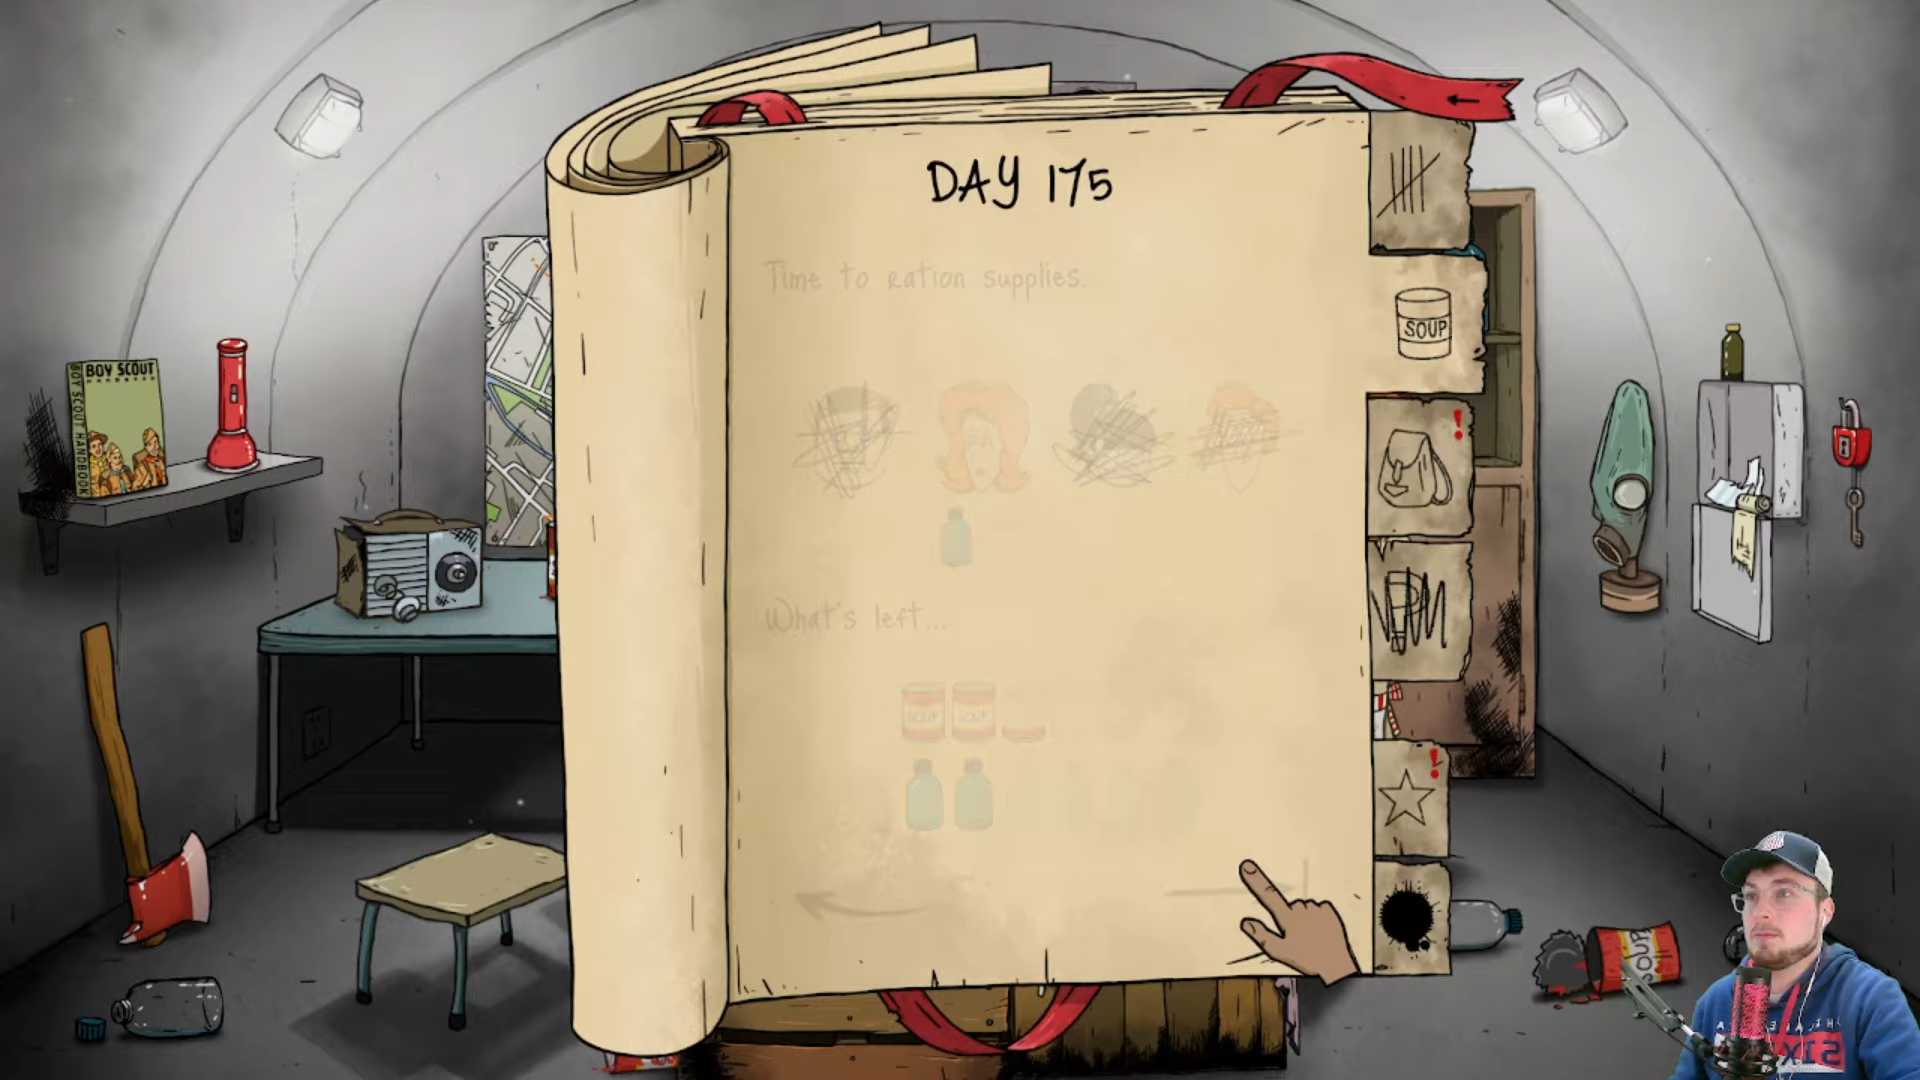 DAY 175
Time to ration supplies.
What's left...
SOUP
SOUP
SOUP
BOY SCOUT
BOY SCOUT HANDBOOK
SOUP